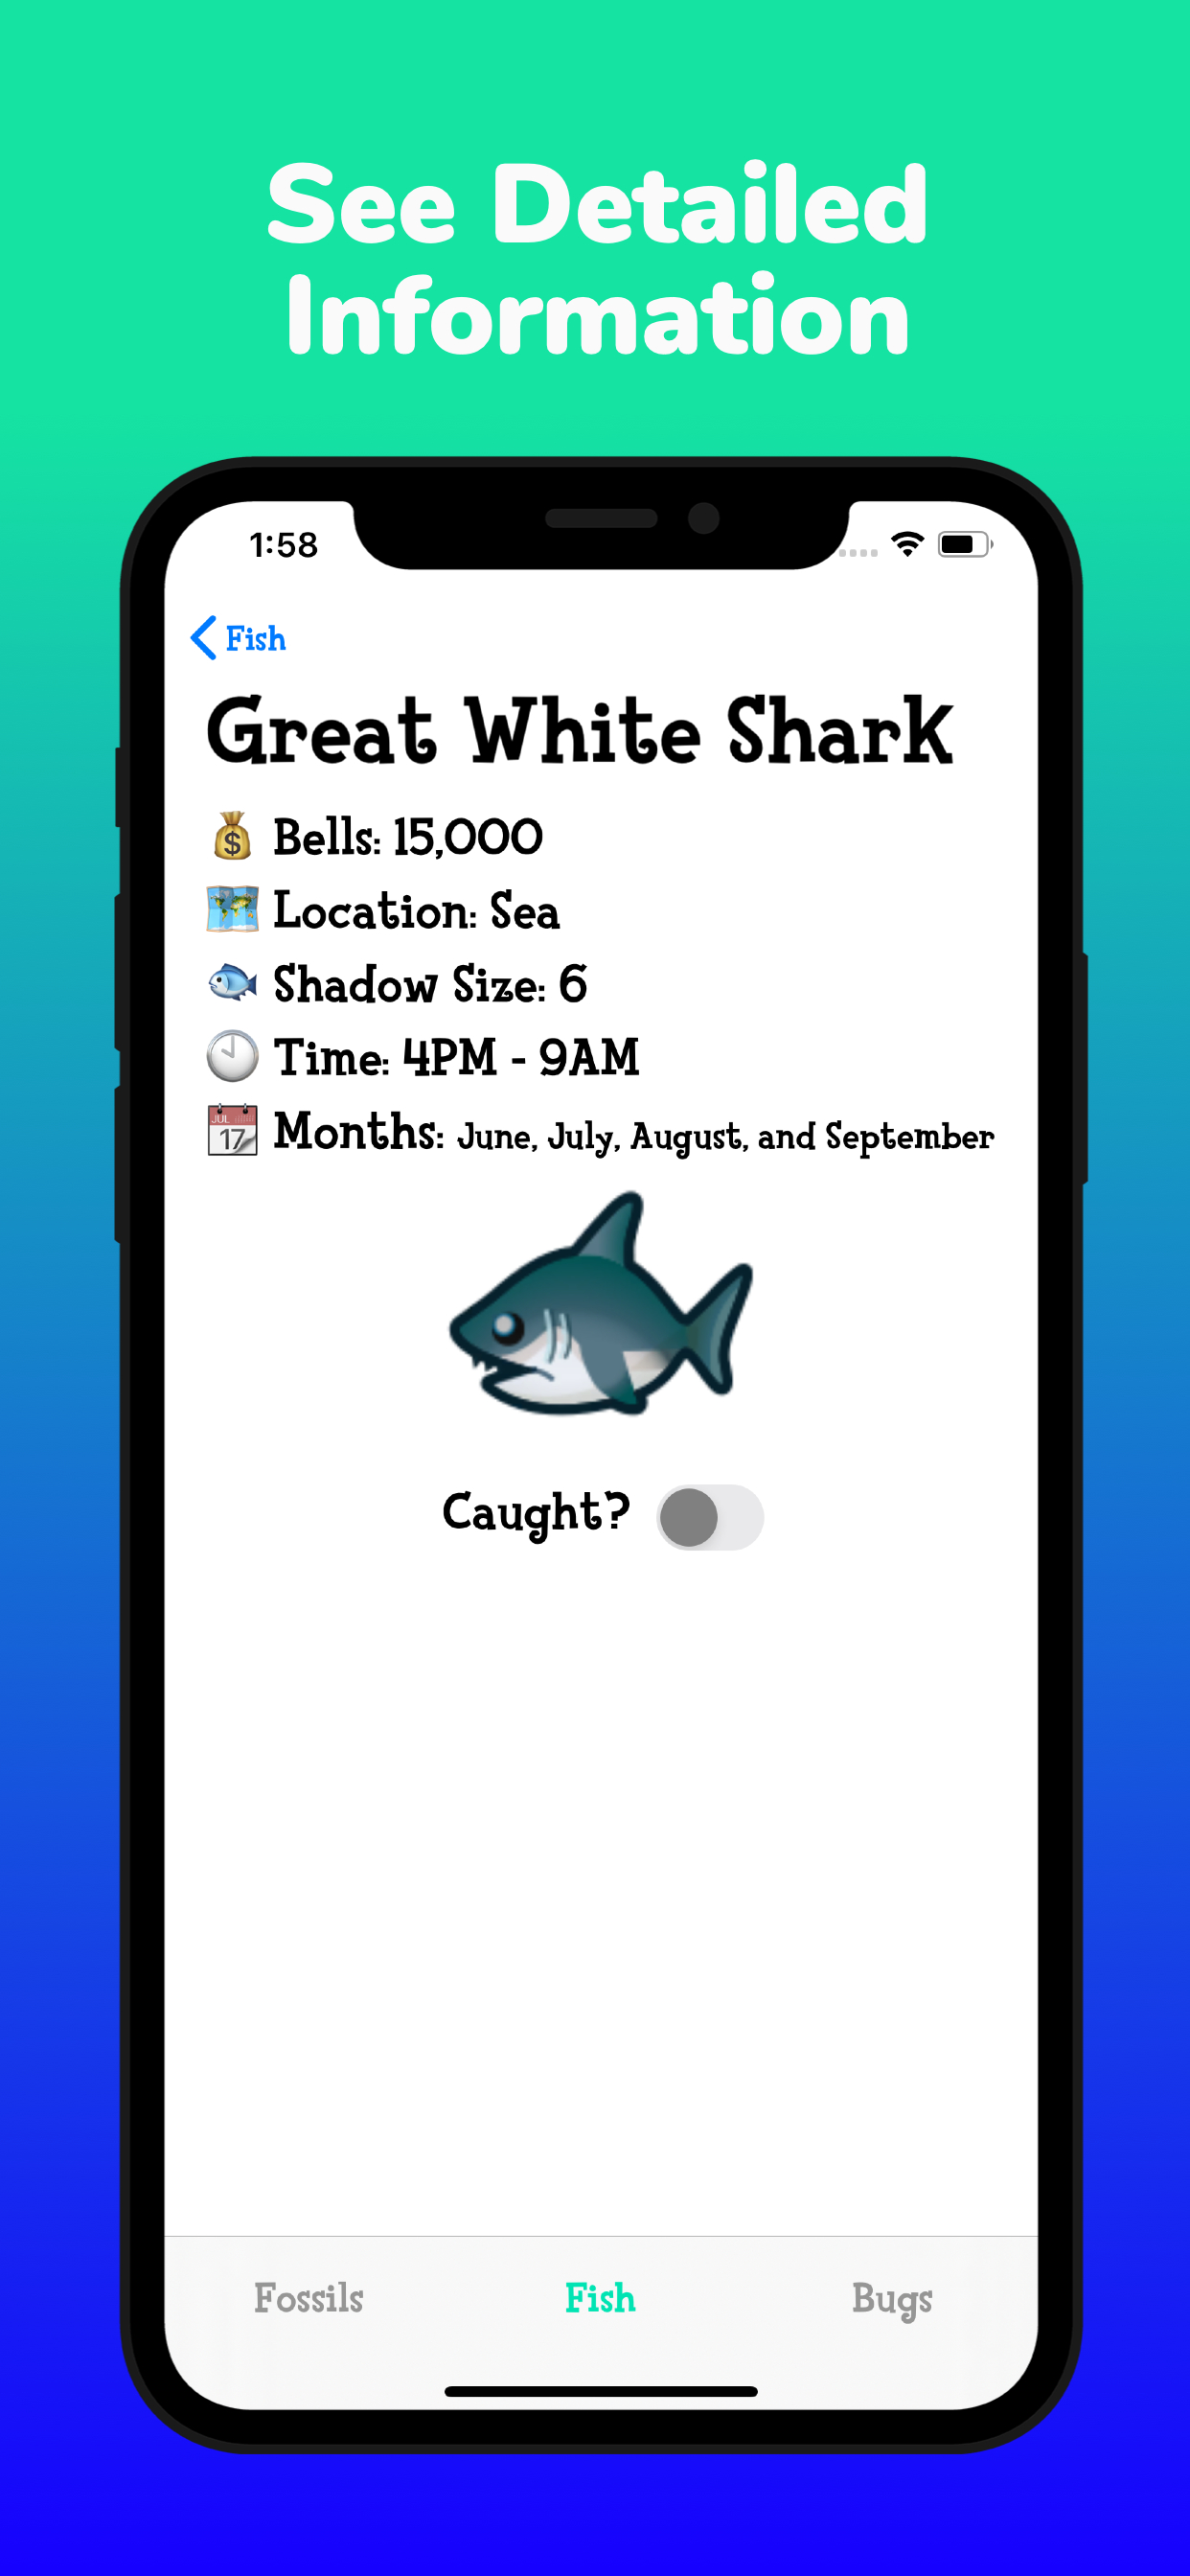 See Detailed
Information
1:58
Fish
Great White Shark
$ Bells: 15,000
Location: Sea
Shadow Size: 6
Time: 4PM - 9AM
JUL 17 Months: June, July, August, and September
Caught?
Fossils Fish Bugs